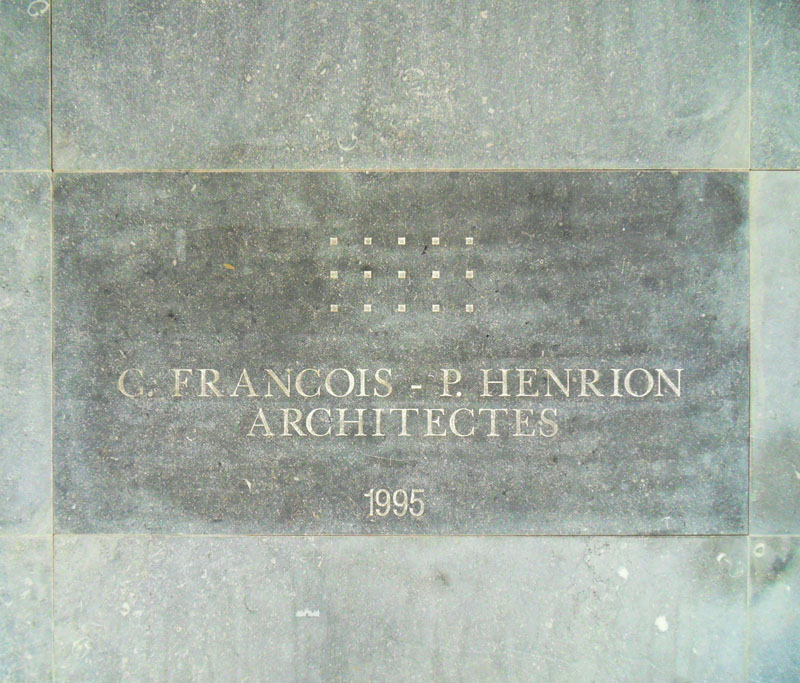 G. FRANCOIS - P. HENRION
ARCHITECTES
1995